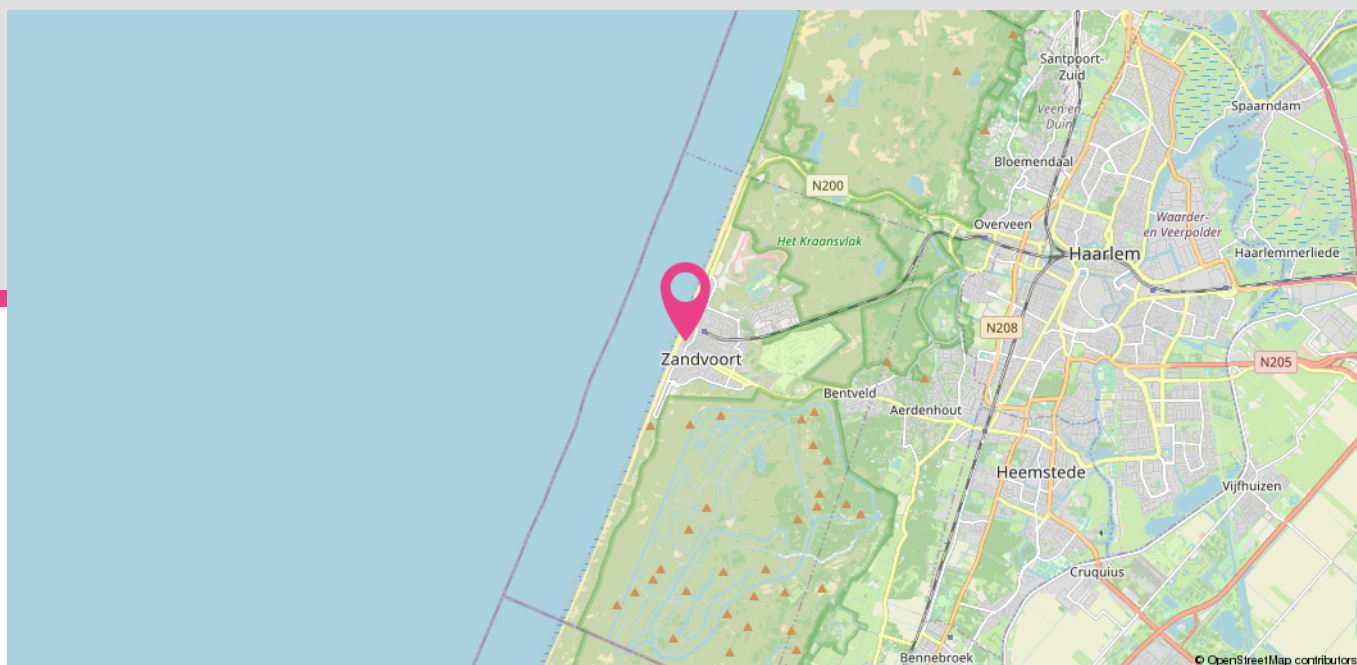 Santpoort-
Zuid
Spaarndam
Veen en
Duin
Bloemendaal
N200
Overveen
Waarder-
en Veerpolder
Het Kraansvlak
Haarlem
Haarlemmerliede
N208
Zandvoort
N205
Bentveld
Aerdenhout
Heemstede
Vijfhuizen
Cruquius
Bennebroek
© OpenStreetMap contributors